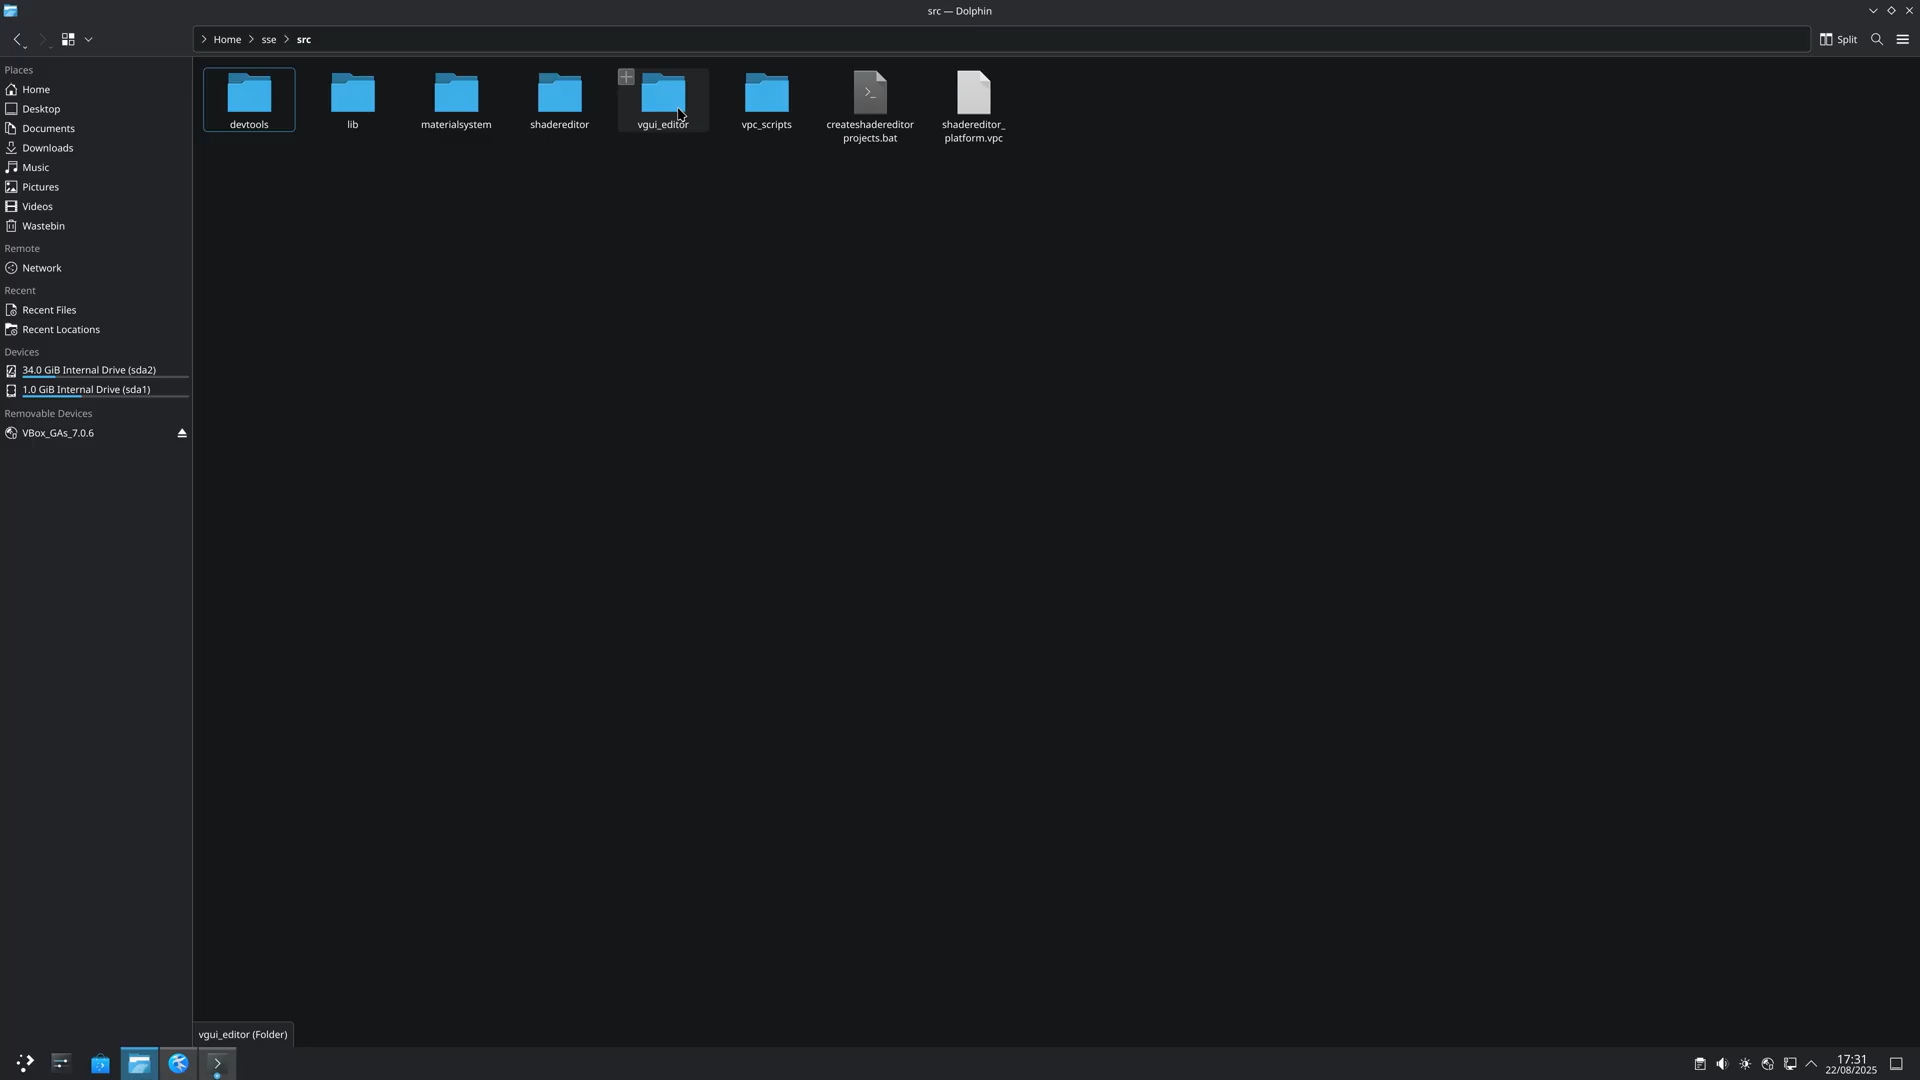 src — Dolphin
Home
sse
src
Split
Places
Home
Desktop
Documents
Downloads
Music
Pictures
Videos
Wastebin
Remote
Network
Recent
Recent Files
Recent Locations
Devices
34.0 GiB Internal Drive (sda2)
1.0 GiB Internal Drive (sda1)
Removable Devices
VBox_GAs_7.0.6
devtools
lib
materialsystem
shadereditor
vgui_editor
vpc_scripts
createshadereditor
projects.bat
shadereditor_
platform.vpc
vgui_editor (Folder)
17:31
22/08/2025